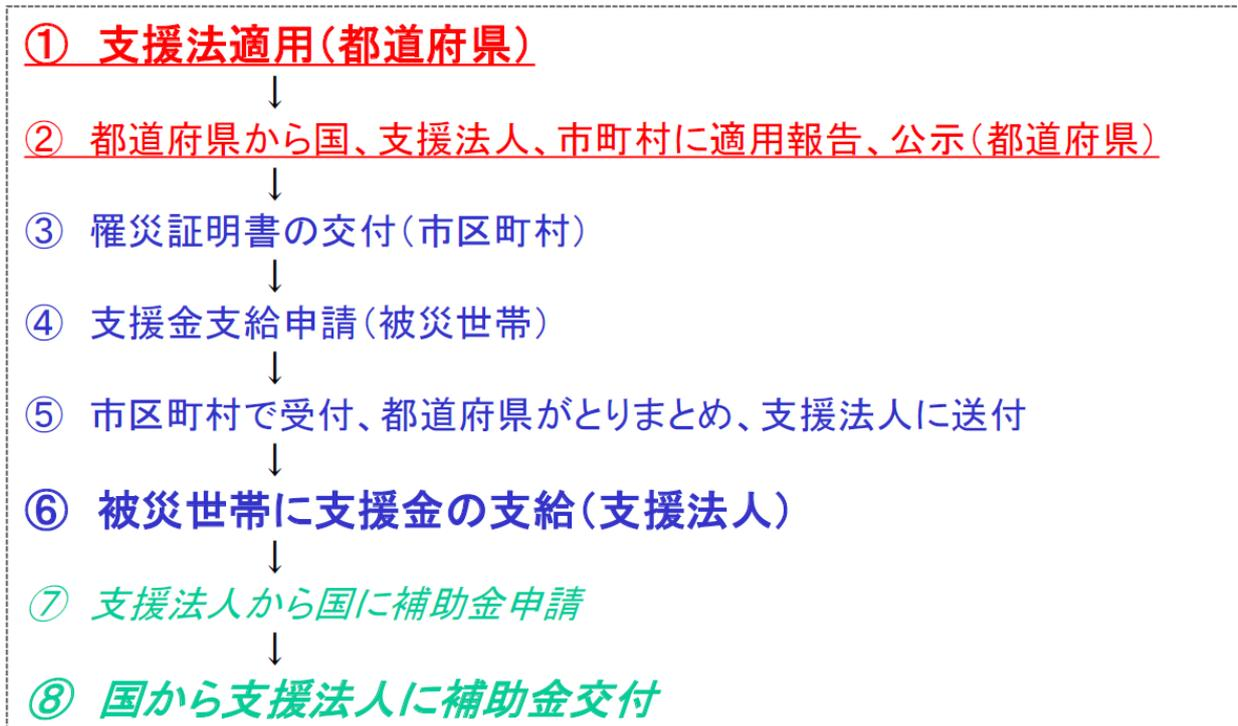 ① 支援法適用（都道府県）
↓
② 都道府県から国、支援法人、市町村に適用報告、公示（都道府県）
↓
③ 罹災証明書の交付（市区町村）
↓
④ 支援金支給申請（被災世帯）
↓
⑤ 市区町村で受付、都道府県がとりまとめ、支援法人に送付
↓
⑥ 被災世帯に支援金の支給（支援法人）
↓
⑦ 支援法人から国に補助金申請
↓
⑧ 国から支援法人に補助金交付